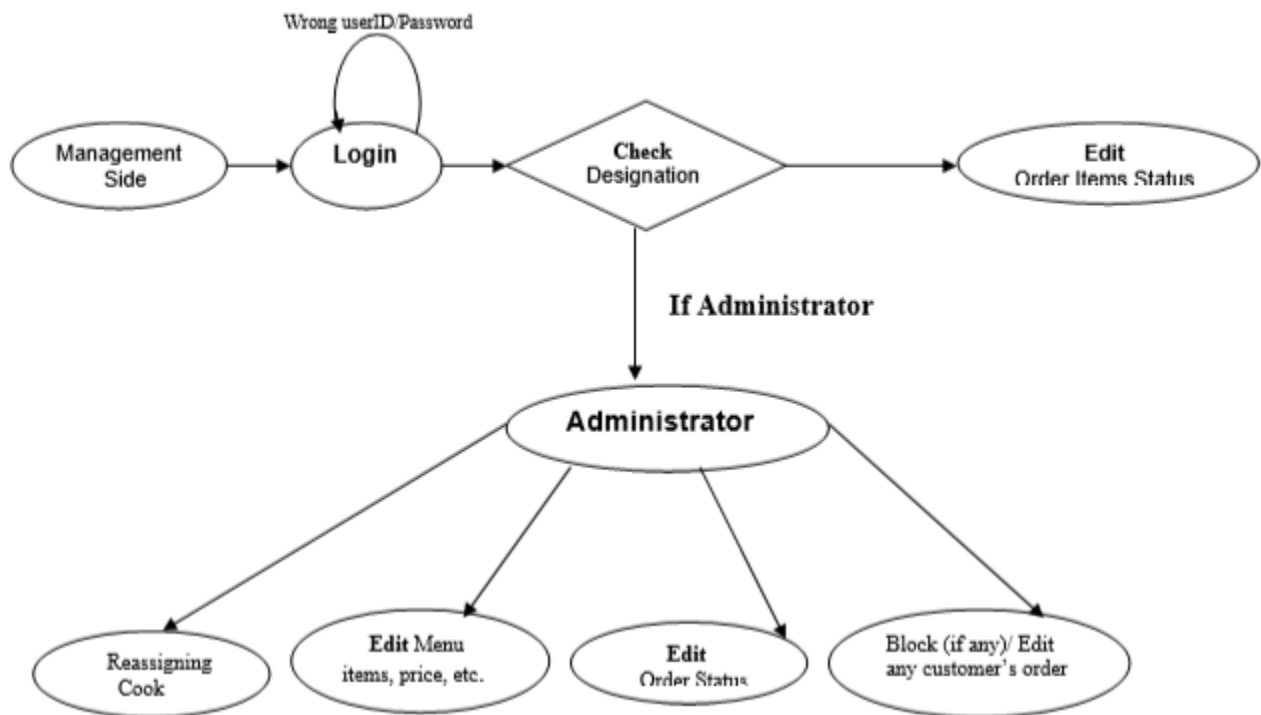 Wrong userID/Password
Management
Side
Login
Check
Designation
Edit
Order Items Status
If Administrator
Administrator
Reassigning
Cook
Edit Menu
items, price, etc.
Edit
Order Status
Block (if any)/ Edit
any customer’s order